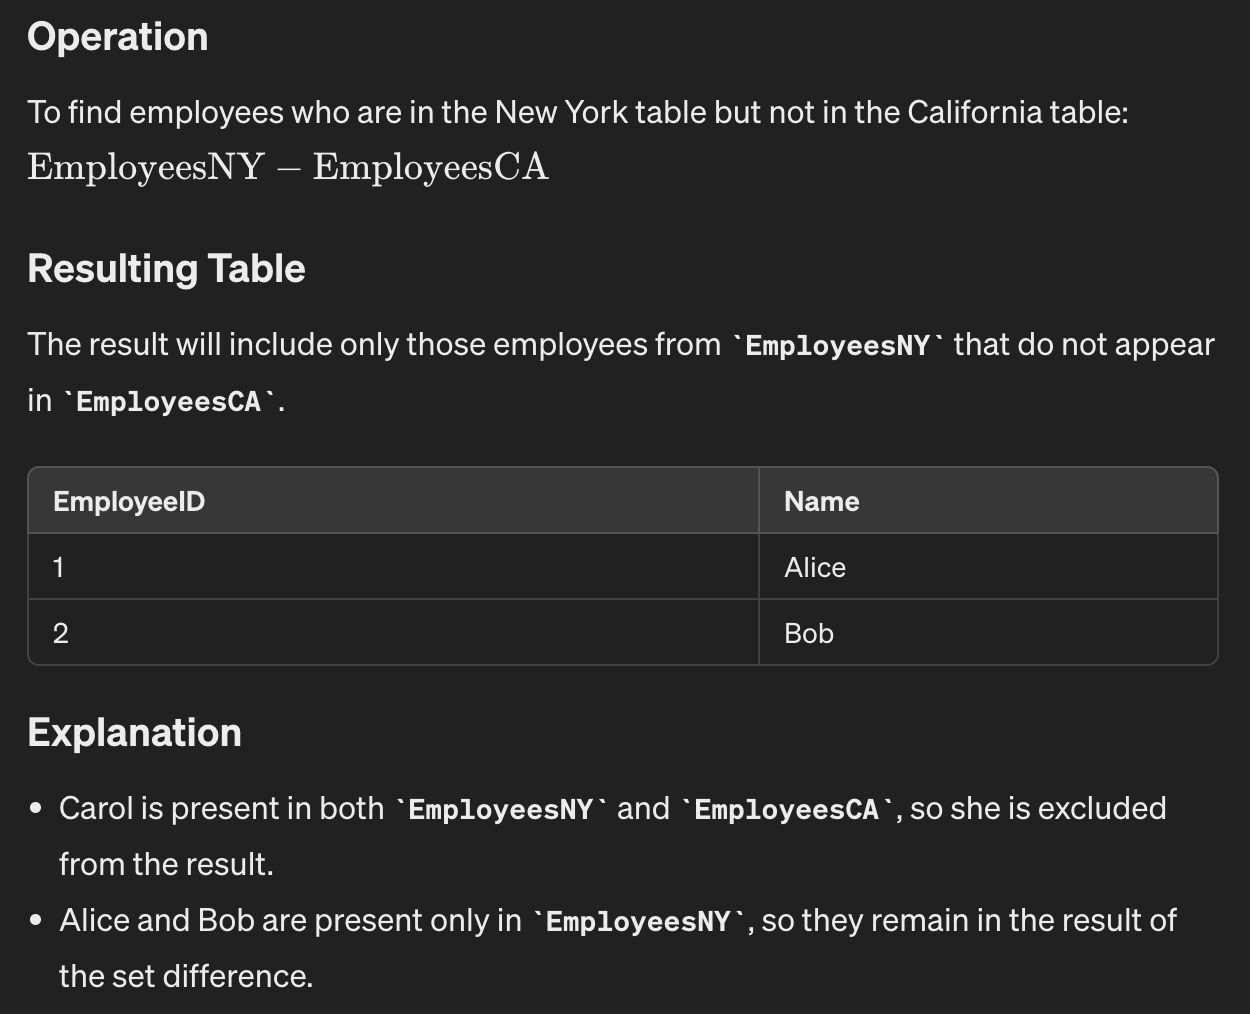 Operation
To find employees who are in the New York table but not in the California table:
EmployeesNY − EmployeesCA
Resulting Table
The result will include only those employees from `EmployeesNY` that do not appear
in `EmployeesCA`.
EmployeeID Name
1 Alice
2 Bob
Explanation
• Carol is present in both `EmployeesNY` and `EmployeesCA`, so she is excluded
from the result.
• Alice and Bob are present only in `EmployeesNY`, so they remain in the result of
the set difference.